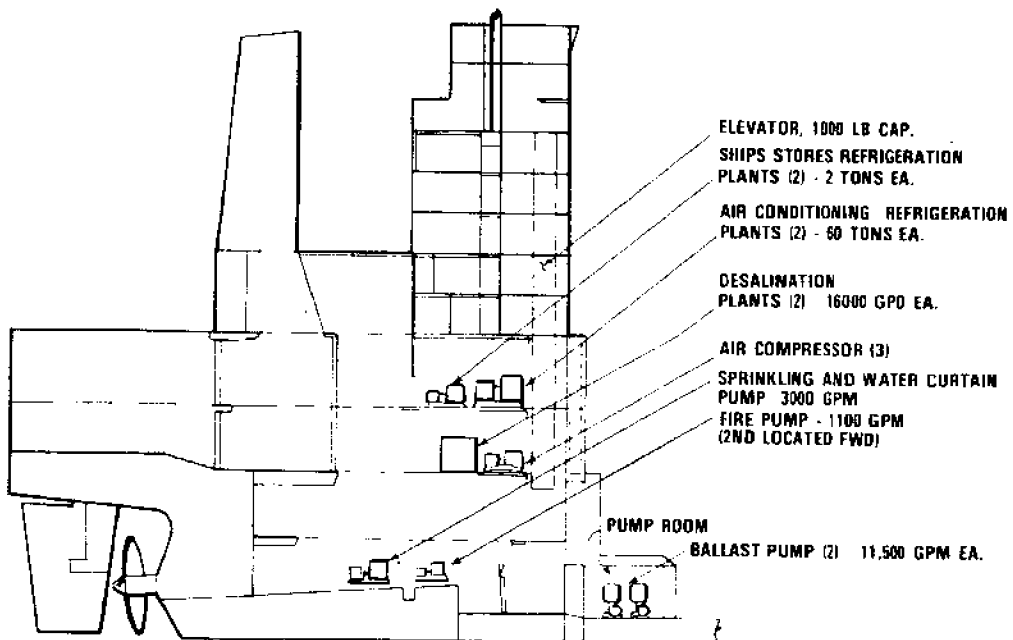 ELEVATOR, 1000 LB CAP.
SHIPS STORES REFRIGERATION
PLANTS (2) - 2 TONS EA.
AIR CONDITIONING REFRIGERATION
PLANTS (2) - 60 TONS EA.
DESALINATION
PLANTS (2) 16000 GPD EA.
AIR COMPRESSOR (3)
SPRINKLING AND WATER CURTAIN
PUMP 3000 GPM
FIRE PUMP - 1100 GPM
(2ND LOCATED FWD)
PUMP ROOM
BALLAST PUMP (2) 11,500 GPM EA.